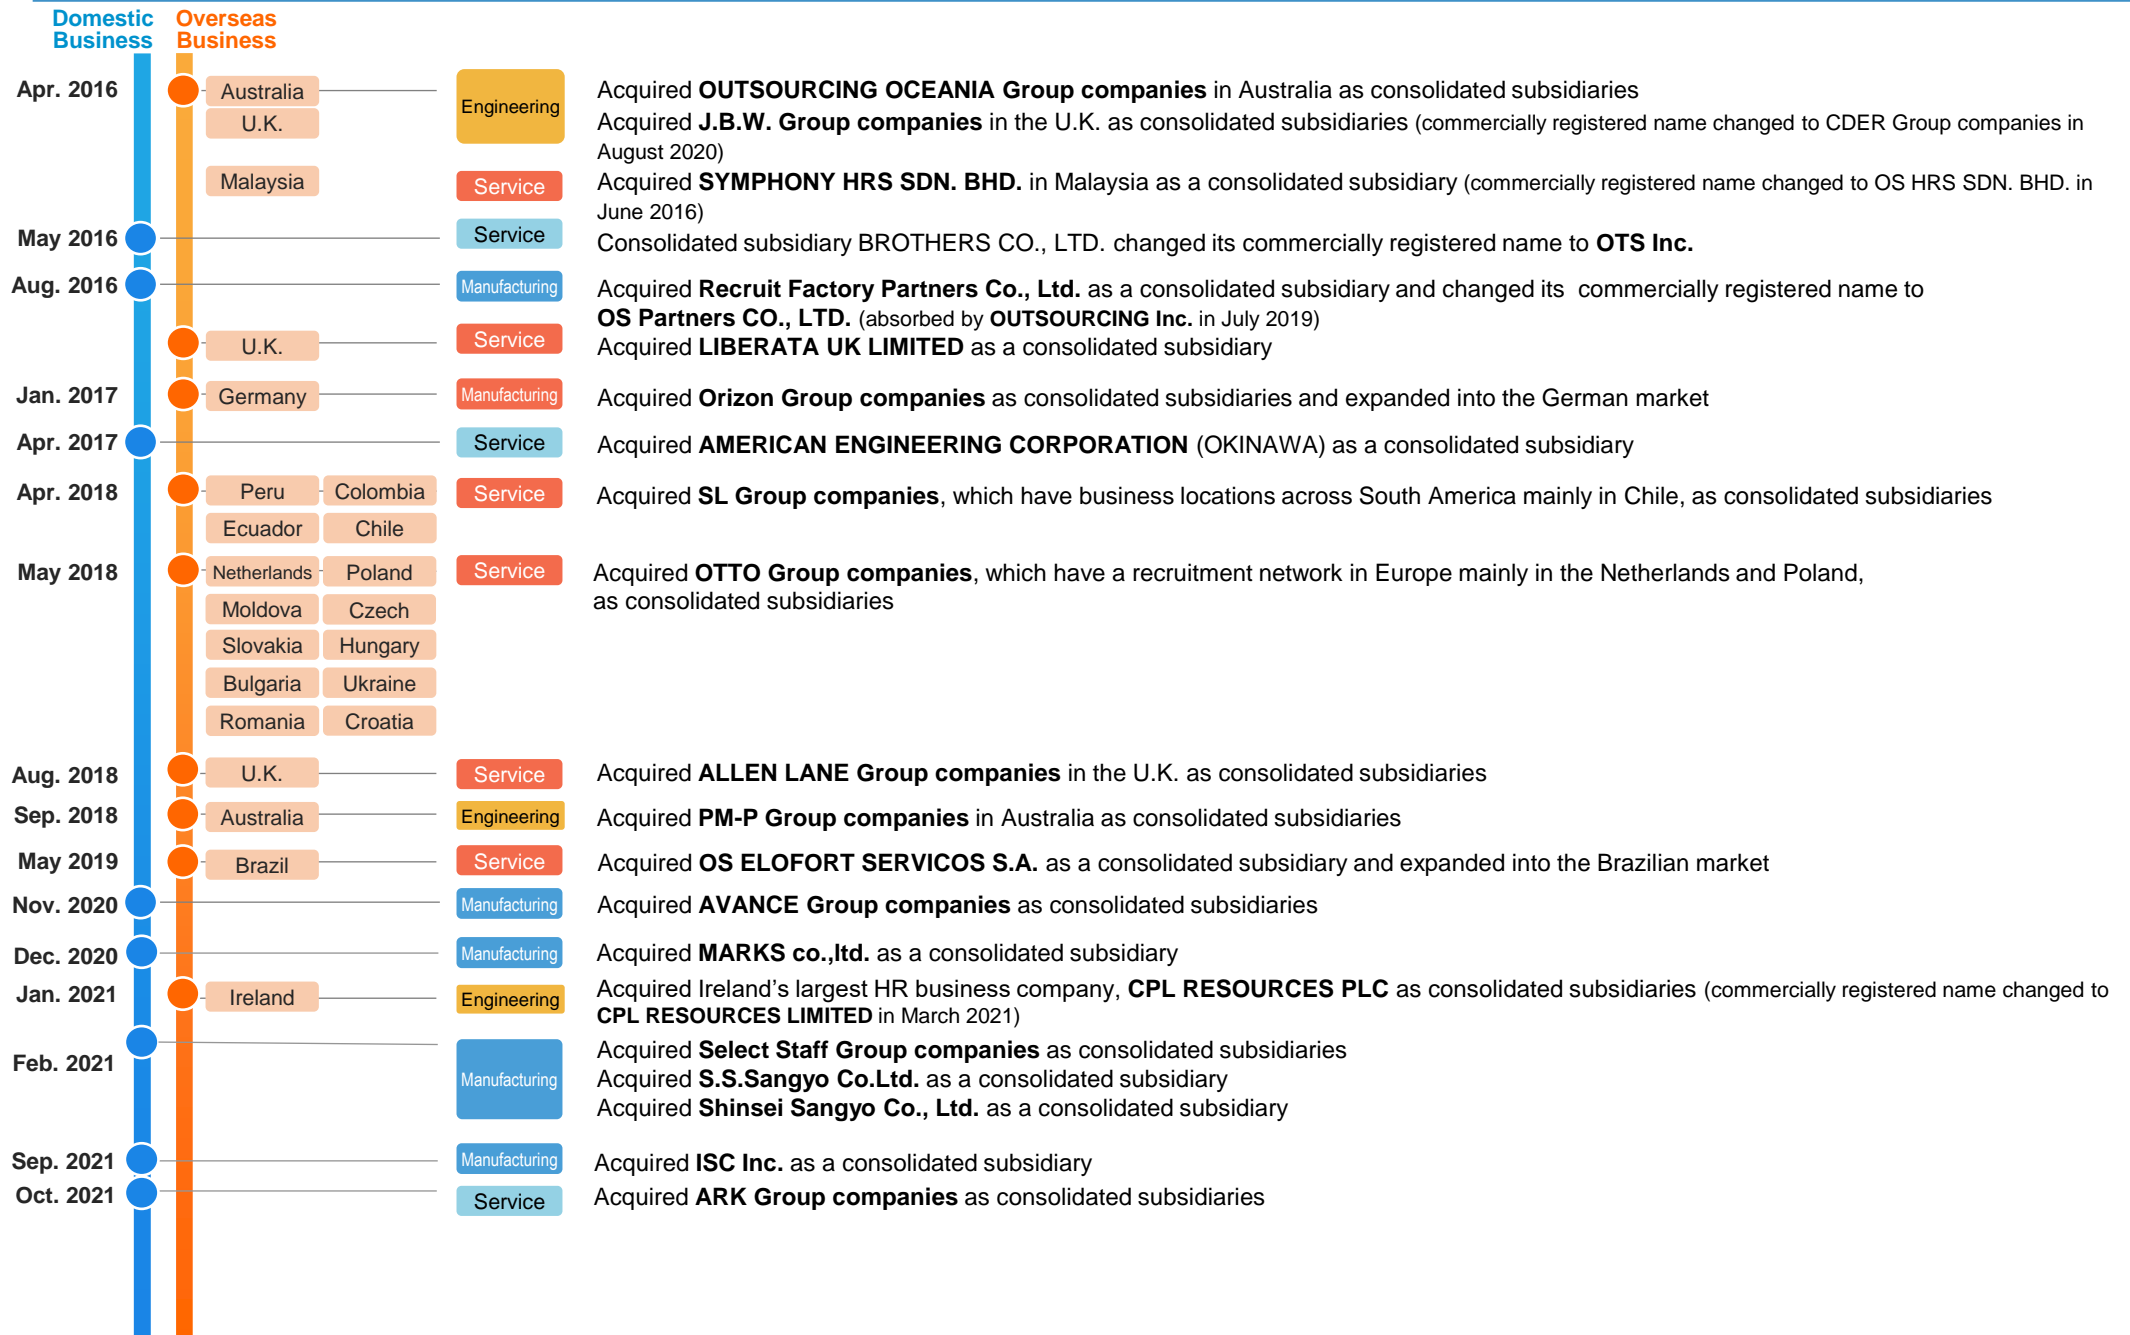 Domestic Business
Overseas Business
Apr. 2016
Australia
U.K.
Engineering
Acquired OUTSOURCING OCEANIA Group companies in Australia as consolidated subsidiaries
Acquired J.B.W. Group companies in the U.K. as consolidated subsidiaries (commercially registered name changed to CDER Group companies in
August 2020)
Malaysia
Service
Acquired SYMPHONY HRS SDN. BHD. in Malaysia as a consolidated subsidiary (commercially registered name changed to OS HRS SDN. BHD. in
June 2016)
May 2016
Service
Consolidated subsidiary BROTHERS CO., LTD. changed its commercially registered name to OTS Inc.
Aug. 2016
Manufacturing
Acquired Recruit Factory Partners Co., Ltd. as a consolidated subsidiary and changed its commercially registered name to
OS Partners CO., LTD. (absorbed by OUTSOURCING Inc. in July 2019)
U.K.
Service
Acquired LIBERATA UK LIMITED as a consolidated subsidiary
Jan. 2017
Germany
Manufacturing
Acquired Orizon Group companies as consolidated subsidiaries and expanded into the German market
Apr. 2017
Service
Acquired AMERICAN ENGINEERING CORPORATION (OKINAWA) as a consolidated subsidiary
Apr. 2018
Peru
Colombia
Service
Acquired SL Group companies, which have business locations across South America mainly in Chile, as consolidated subsidiaries
Ecuador
Chile
May 2018
Netherlands
Poland
Service
Acquired OTTO Group companies, which have a recruitment network in Europe mainly in the Netherlands and Poland,
as consolidated subsidiaries
Moldova
Czech
Slovakia
Hungary
Bulgaria
Ukraine
Romania
Croatia
Aug. 2018
U.K.
Service
Acquired ALLEN LANE Group companies in the U.K. as consolidated subsidiaries
Sep. 2018
Australia
Engineering
Acquired PM-P Group companies in Australia as consolidated subsidiaries
May 2019
Brazil
Service
Acquired OS ELOFORT SERVICOS S.A. as a consolidated subsidiary and expanded into the Brazilian market
Nov. 2020
Manufacturing
Acquired AVANCE Group companies as consolidated subsidiaries
Dec. 2020
Manufacturing
Acquired MARKS co.,ltd. as a consolidated subsidiary
Jan. 2021
Ireland
Engineering
Acquired Ireland’s largest HR business company, CPL RESOURCES PLC as consolidated subsidiaries (commercially registered name changed to
CPL RESOURCES LIMITED in March 2021)
Feb. 2021
Manufacturing
Acquired Select Staff Group companies as consolidated subsidiaries
Acquired S.S.Sangyo Co.Ltd. as a consolidated subsidiary
Acquired Shinsei Sangyo Co., Ltd. as a consolidated subsidiary
Sep. 2021
Manufacturing
Acquired ISC Inc. as a consolidated subsidiary
Oct. 2021
Service
Acquired ARK Group companies as consolidated subsidiaries